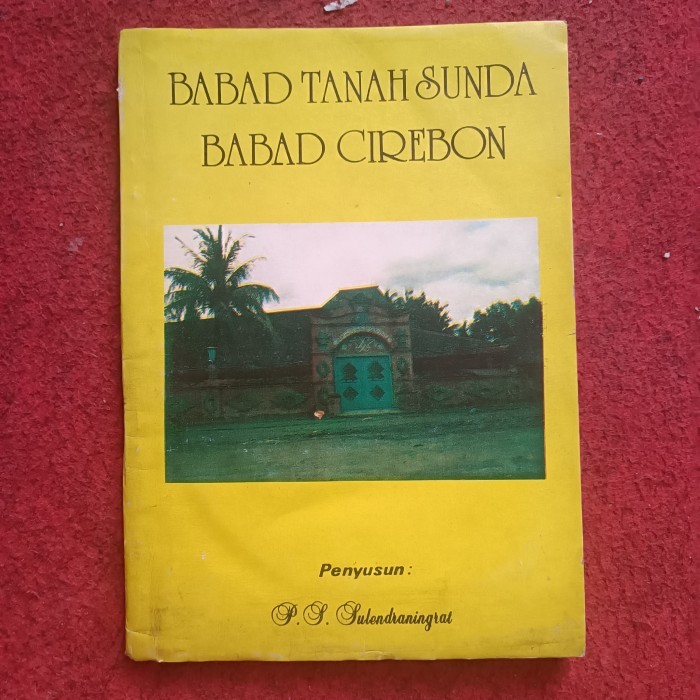 BABAD TANAH SUNDA
BABAD CIREBON
Penyusun:
P. S. Sulendraningrat